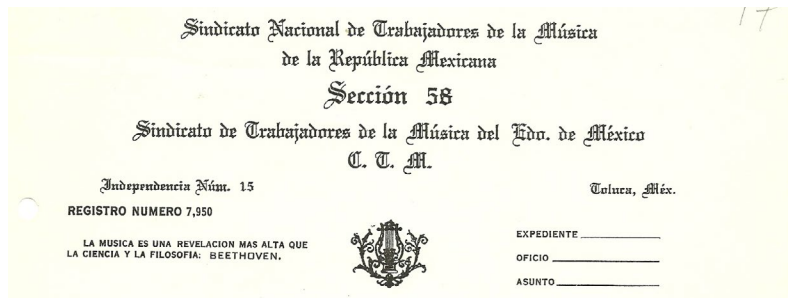 17
Sindicato Nacional de Trabajadores de la Música
de la República Mexicana
Sección 58
Sindicato de Trabajadores de la Música del Edo. de México
C. T. M.
Independencia Núm. 15 Toluca, Méx.
REGISTRO NUMERO 7,950
LA MUSICA ES UNA REVELACION MAS ALTA QUE
LA CIENCIA Y LA FILOSOFIA: BEETHOVEN.
EXPEDIENTE
OFICIO
ASUNTO